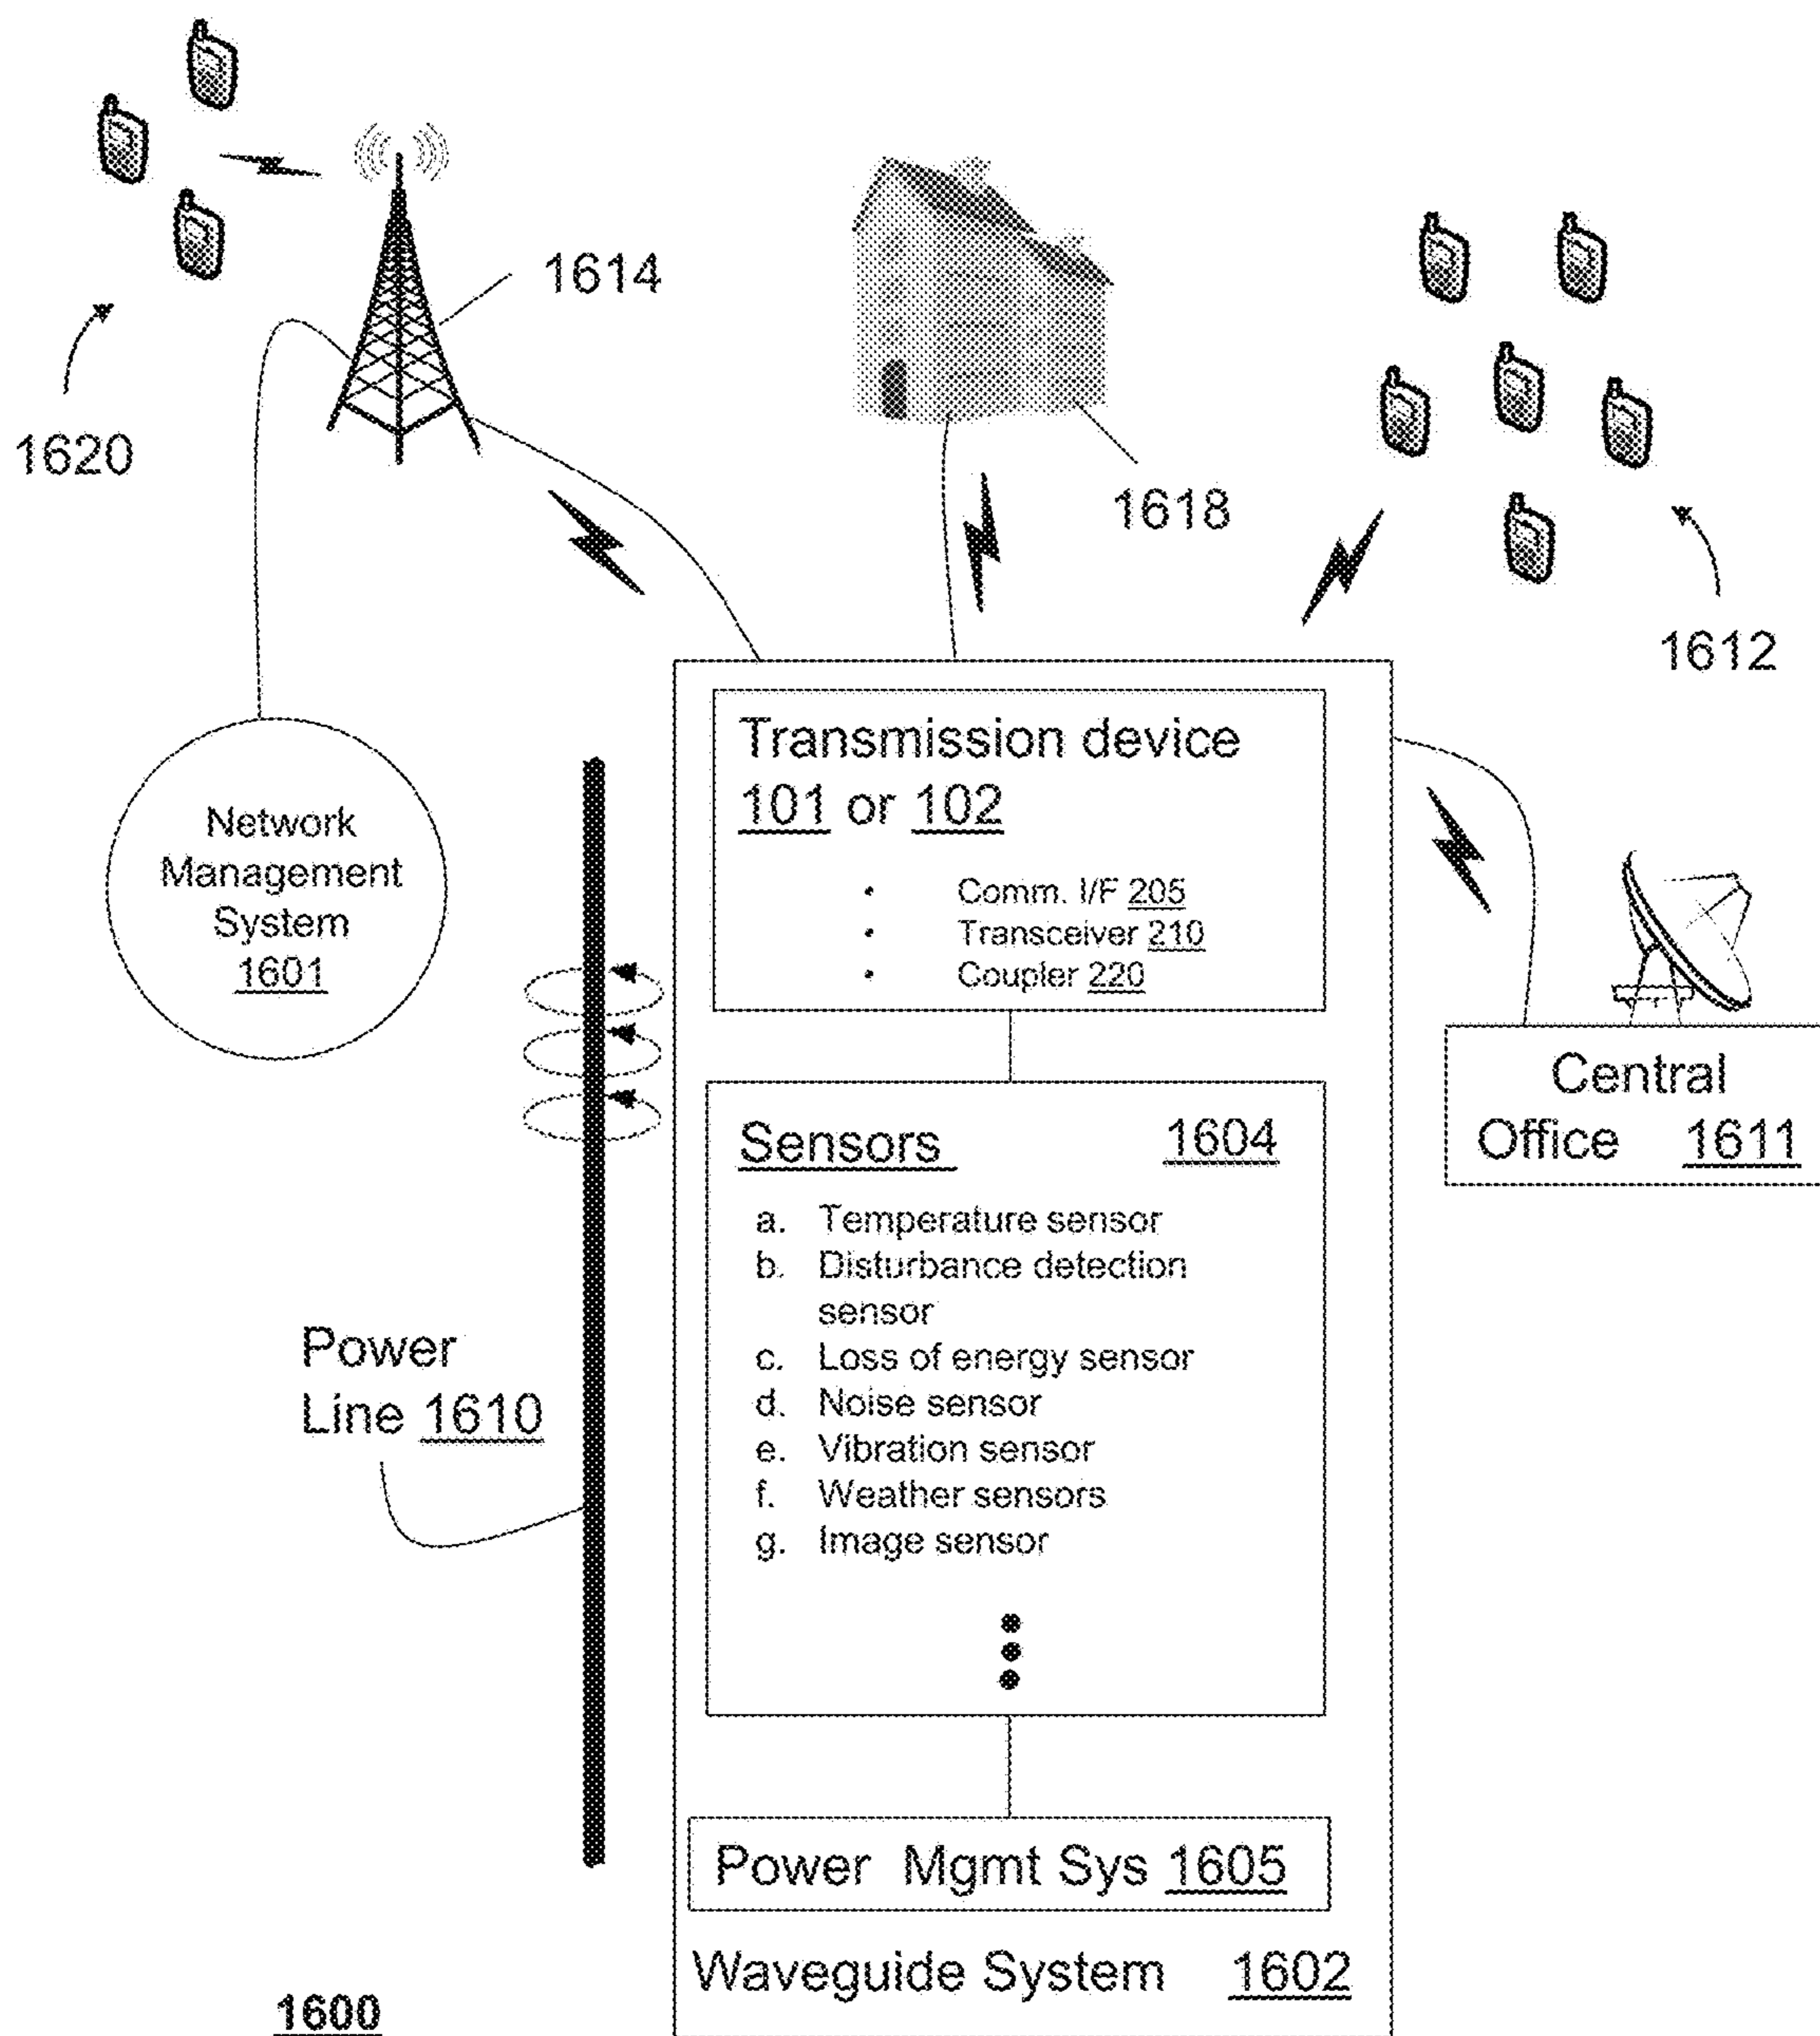 1614
1620
1618
1612
Transmission device
101 or 102
• Comm. I/F 205
• Transceiver 210
• Coupler 220
Network
Management
System
1601
Central
Office 1611
Sensors 1604
a. Temperature sensor
b. Disturbance detection
sensor
c. Loss of energy sensor
d. Noise sensor
e. Vibration sensor
f. Weather sensors
g. Image sensor
Power
Line 1610
Power Mgmt Sys 1605
Waveguide System 1602
1600